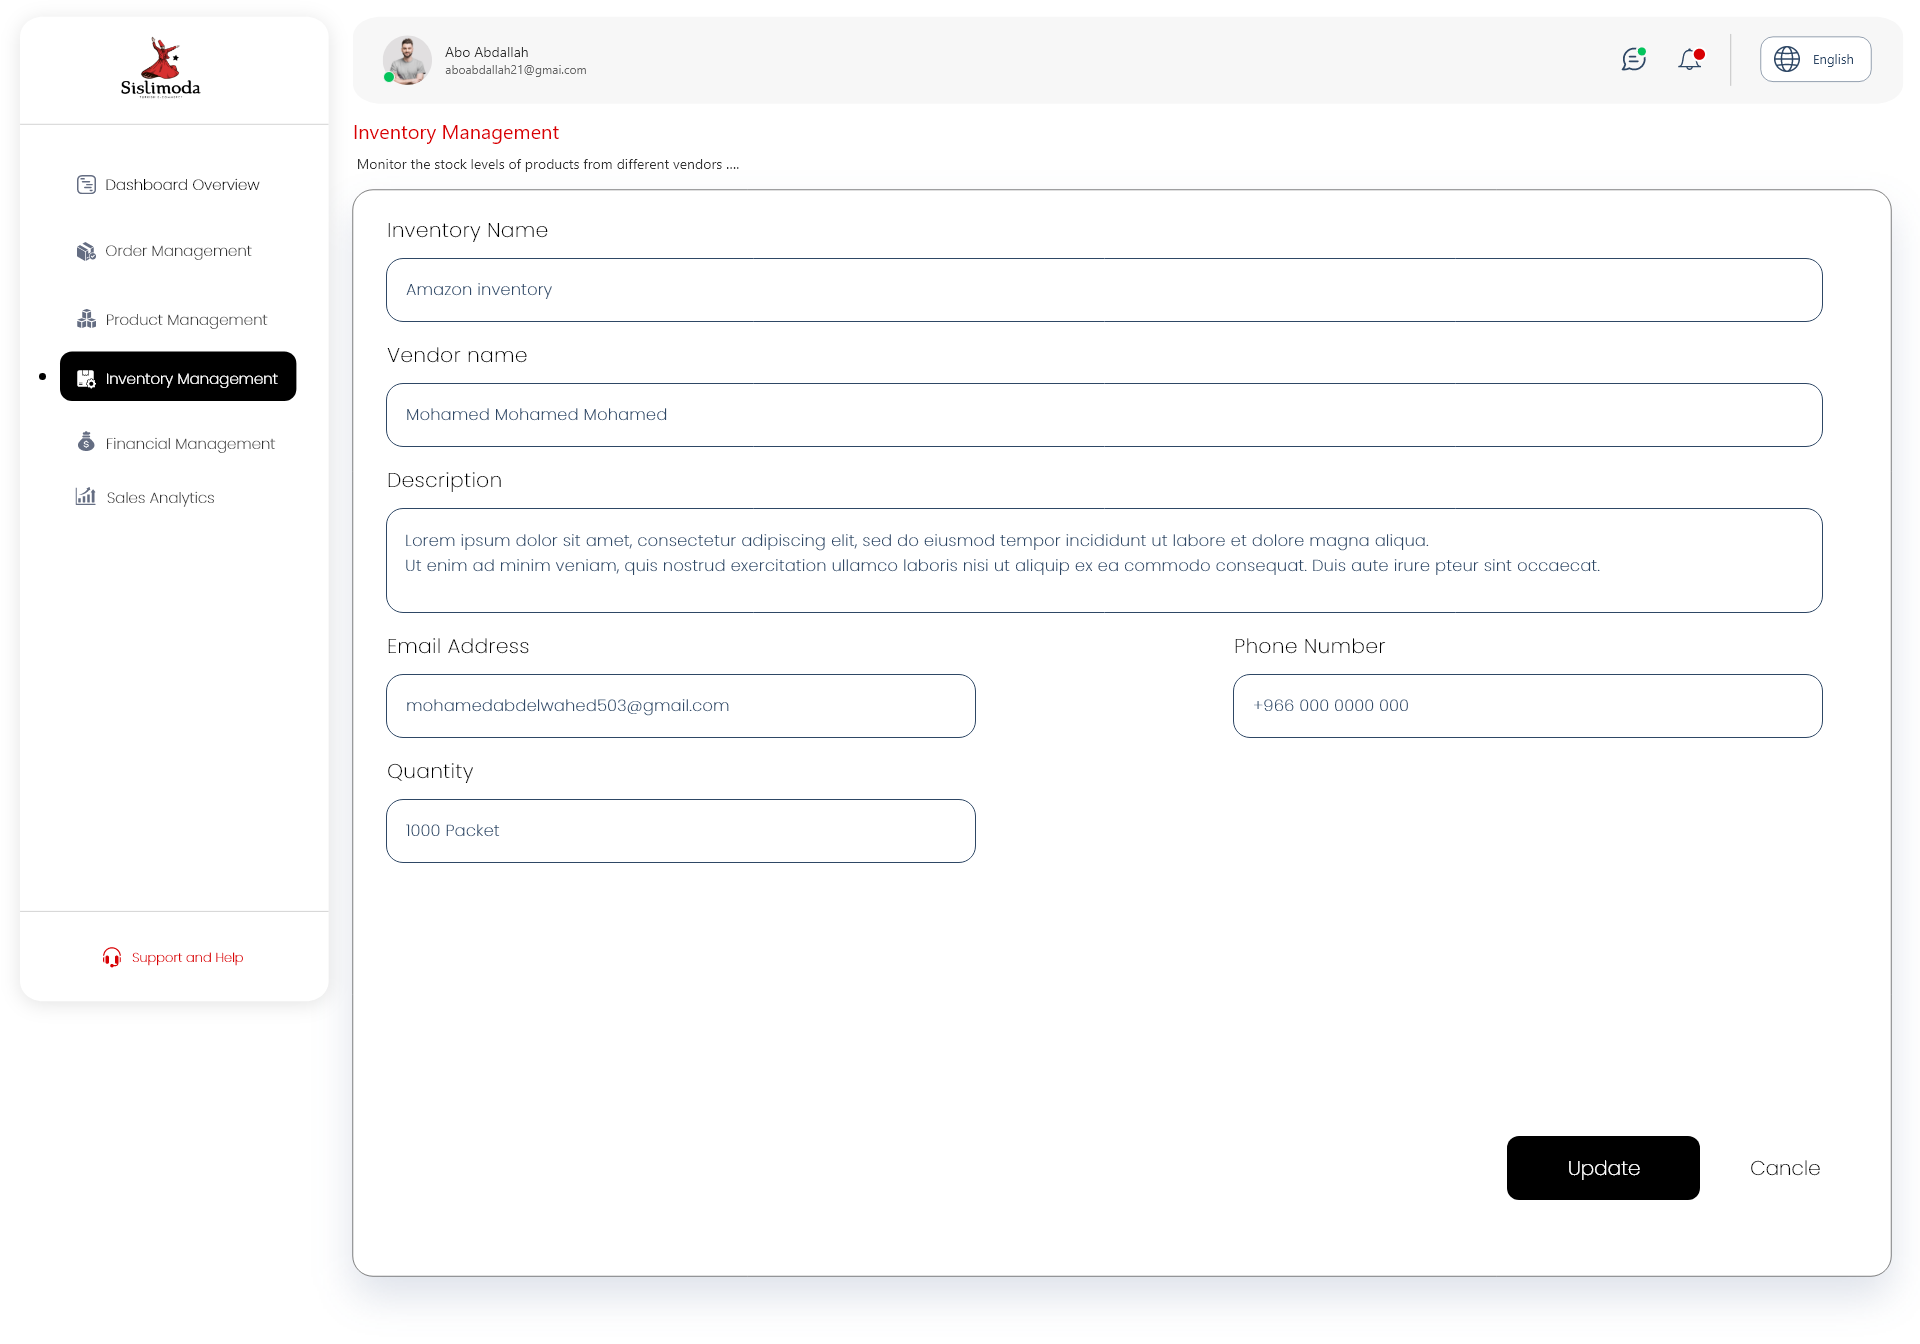 Sislimoda
Dashboard Overview
Order Management
Product Management
Inventory Management
Financial Management
Sales Analytics
Support and Help
Abo Abdallah
aboabdallah21@gmai.com
English
Inventory Management
Monitor the stock levels of products from different vendors ....
Inventory Name
Amazon inventory
Vendor name
Mohamed Mohamed Mohamed
Description
Lorem ipsum dolor sit amet, consectetur adipiscing elit, sed do eiusmod tempor incididunt ut labore et dolore magna aliqua.
Ut enim ad minim veniam, quis nostrud exercitation ullamco laboris nisi ut aliquip ex ea commodo consequat. Duis aute irure pteur sint occaecat.
Email Address
Phone Number
mohamedabdelwahed503@gmail.com
+966 000 0000 000
Quantity
1000 Packet
Update
Cancle